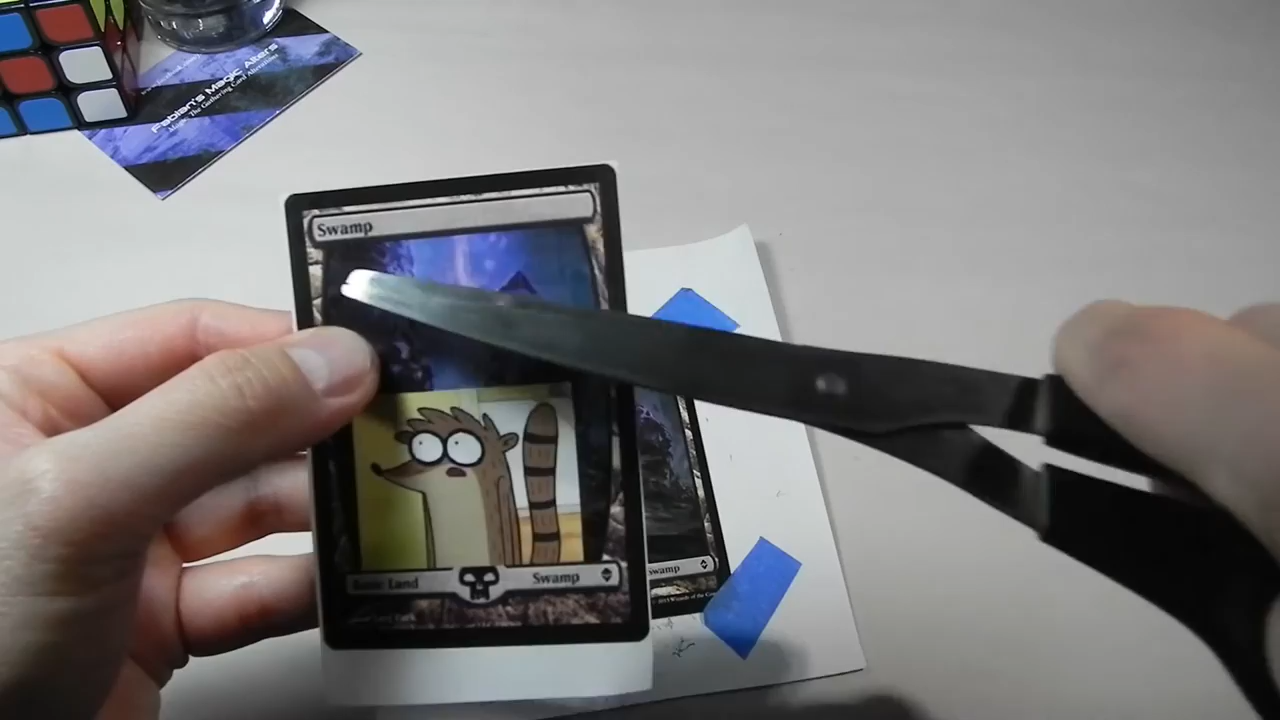 Fabian's Magic Alters
Magic: The Gathering Card Alterations
Swamp
Basic Land
Swamp
Swamp